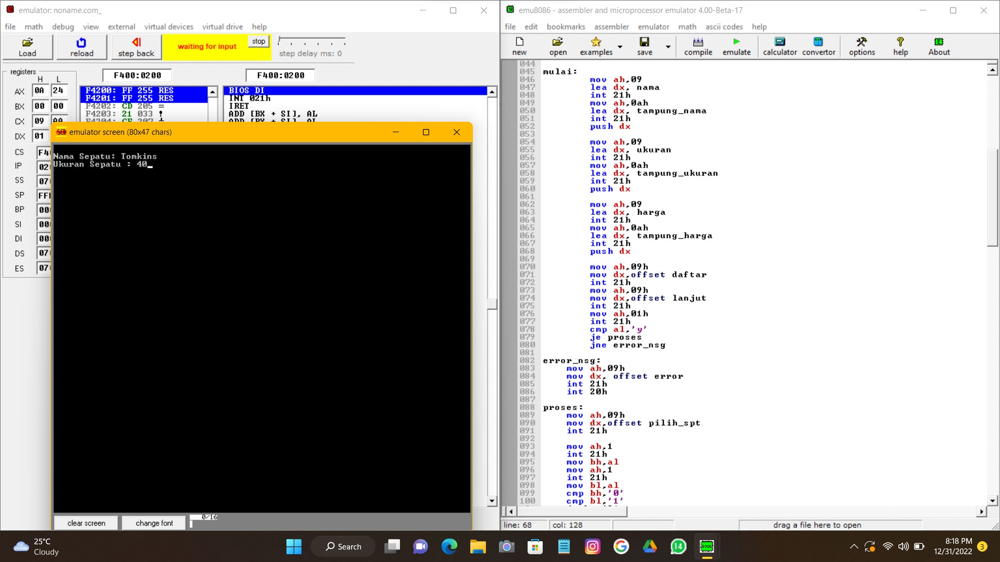 emulator: noname.com_
file math debug view external virtual devices virtual drive help
Load reload step back waiting for input stop step delay ms: 0
registers F400:0200 F400:0200
H L
AX 0A 24
BX 00 00
CX 09 AA
DX 01
CS F4
IP 02
SS 07
SP FF
BP 00
SI 00
DI 00
DS 07
ES 07
F4200: FF 255 RES
F4201: FF 255 RES
F4202: CD 205 =
F4203: 21 033 !
F4204: CF 207
BIOS DI
INT 021h
IRET
ADD [BX + SI], AL
ADD [BX + SI], AL
emulator screen (80x47 chars)
Nama Sepatu: Tomkins
Ukuran Sepatu : 40_
clear screen change font 0/16
emu8086 - assembler and microprocessor emulator 4.00-Beta-17
file edit bookmarks assembler emulator math ascii codes help
new open examples save compile emulate calculator convertor options help About
044
045 mulai:
046 mov ah,09
047 lea dx, nama
048 int 21h
049 mov ah,0ah
050 lea dx, tampung_nama
051 int 21h
052 push dx
053
054 mov ah,09
055 lea dx, ukuran
056 int 21h
057 mov ah,0ah
058 lea dx, tampung_ukuran
059 int 21h
060 push dx
061
062 mov ah,09
063 lea dx, harga
064 int 21h
065 mov ah,0ah
066 lea dx, tampung_harga
067 int 21h
068 push dx
069
070 mov ah,09h
071 mov dx,offset daftar
072 int 21h
073 mov ah,09h
074 mov dx,offset lanjut
075 int 21h
076 mov ah,01h
077 int 21h
078 cmp al,'y'
079 je proses
080 jne error_nsg
081
082 error_nsg:
083 mov ah,09h
084 mov dx, offset error
085 int 21h
086 int 20h
087
088 proses:
089 mov ah,09h
090 mov dx,offset pilih_spt
091 int 21h
092
093 mov ah,1
094 int 21h
095 mov bh,al
096 mov ah,1
097 int 21h
098 mov bl,al
099 cmp bh,'0'
100 cmp bl,'1'
line: 68 col: 128 drag a file here to open
25°C
Cloudy
Search
14
8:18 PM
12/31/2022
3